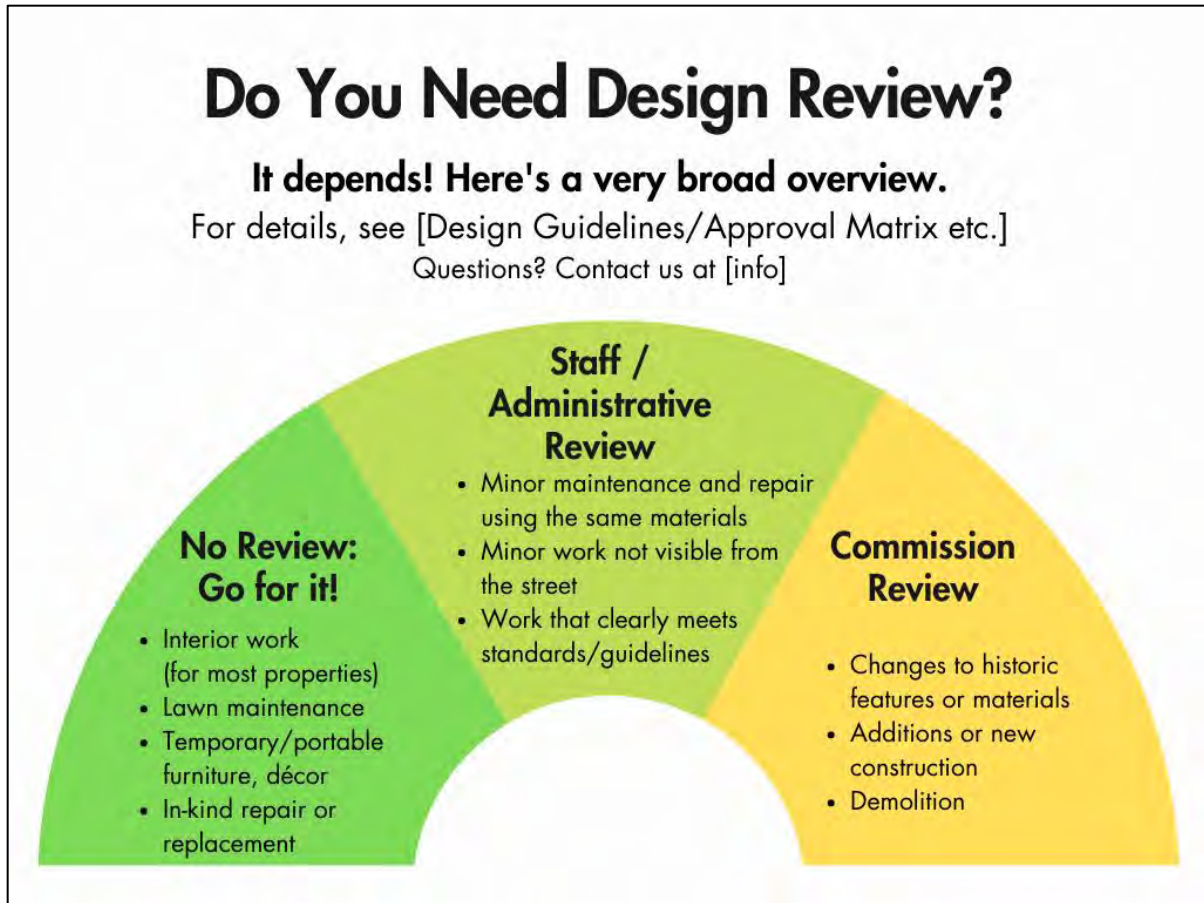 Do You Need Design Review?
It depends! Here's a very broad overview.
For details, see [Design Guidelines/Approval Matrix etc.]
Questions? Contact us at [info]
No Review:
Go for it!
• Interior work
(for most properties)
• Lawn maintenance
• Temporary/portable
furniture, décor
• In-kind repair or
replacement
Staff /
Administrative
Review
• Minor maintenance and repair
using the same materials
• Minor work not visible from
the street
• Work that clearly meets
standards/guidelines
Commission
Review
• Changes to historic
features or materials
• Additions or new
construction
• Demolition